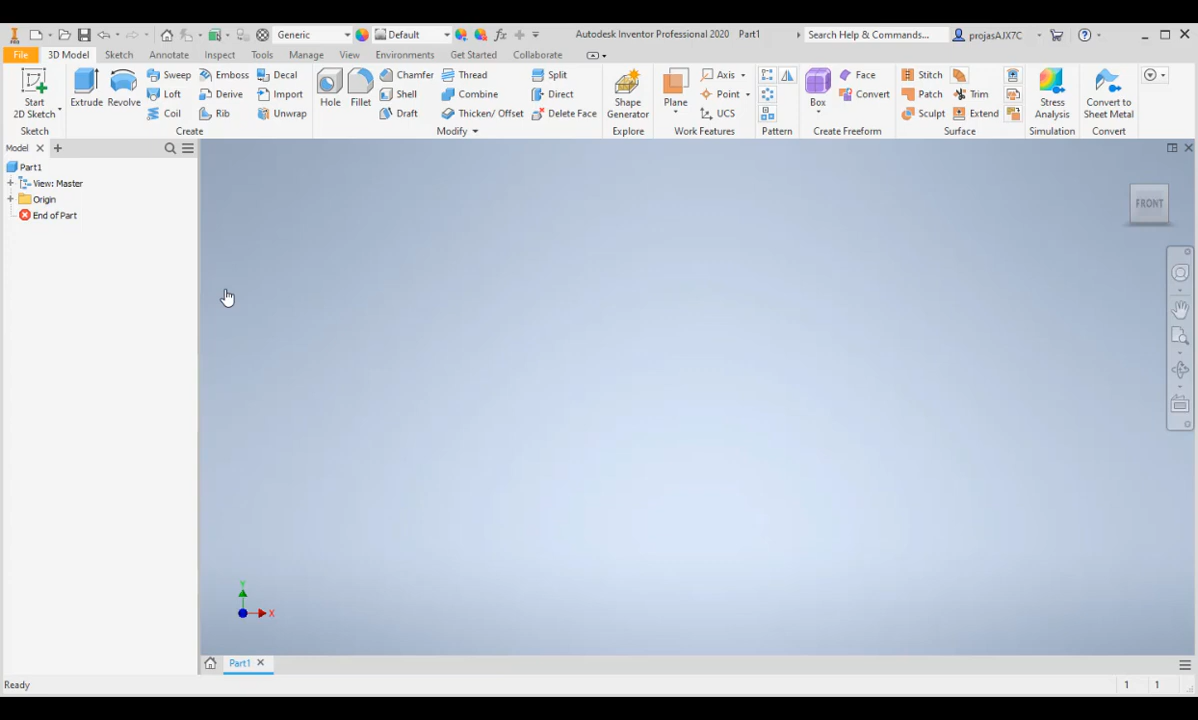 Generic
Default
Autodesk Inventor Professional 2020 Part1
Search Help & Commands...
projasAJX7C
File 3D Model Sketch Annotate Inspect Tools Manage View Environments Get Started Collaborate
Start
2D Sketch
Sketch
Extrude
Revolve
Sweep
Loft
Coil
Emboss
Derive
Rib
Decal
Import
Unwrap
Create
Hole
Fillet
Chamfer
Shell
Draft
Thread
Combine
Thicken/ Offset
Split
Direct
Delete Face
Modify
Shape
Generator
Explore
Plane
Axis
Point
UCS
Work Features
Pattern
Box
Face
Convert
Create Freeform
Stitch
Patch
Sculpt
Trim
Extend
Surface
Stress
Analysis
Simulation
Convert to
Sheet Metal
Convert
Model
Part1
View: Master
Origin
End of Part
FRONT
Y
X
Part1
Ready
1 1